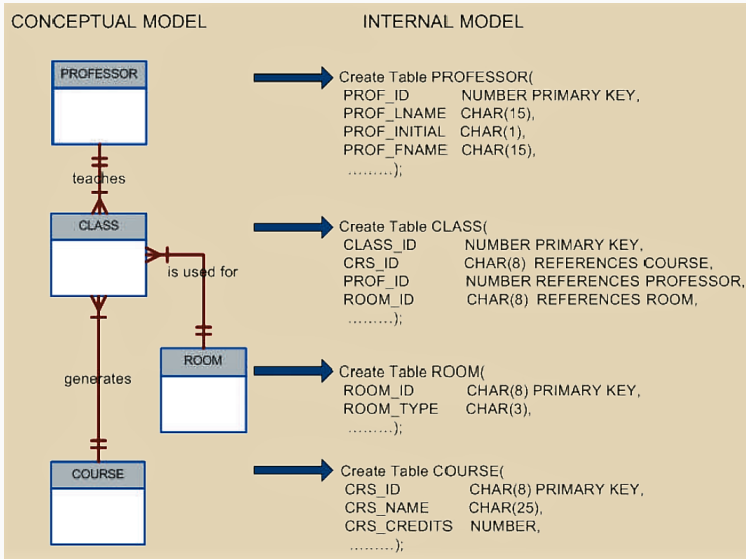 CONCEPTUAL MODEL
INTERNAL MODEL
PROFESSOR
Create Table PROFESSOR(
PROF_ID NUMBER PRIMARY KEY,
PROF_LNAME CHAR(15),
PROF_INITIAL CHAR(1),
PROF_FNAME CHAR(15),
.........);
teaches
CLASS
Create Table CLASS(
CLASS_ID NUMBER PRIMARY KEY,
CRS_ID CHAR(8) REFERENCES COURSE,
PROF_ID NUMBER REFERENCES PROFESSOR,
ROOM_ID CHAR(8) REFERENCES ROOM,
.........);
is used for
ROOM
Create Table ROOM(
ROOM_ID CHAR(8) PRIMARY KEY,
ROOM_TYPE CHAR(3),
.........);
generates
COURSE
Create Table COURSE(
CRS_ID CHAR(8) PRIMARY KEY,
CRS_NAME CHAR(25),
CRS_CREDITS NUMBER,
.........);